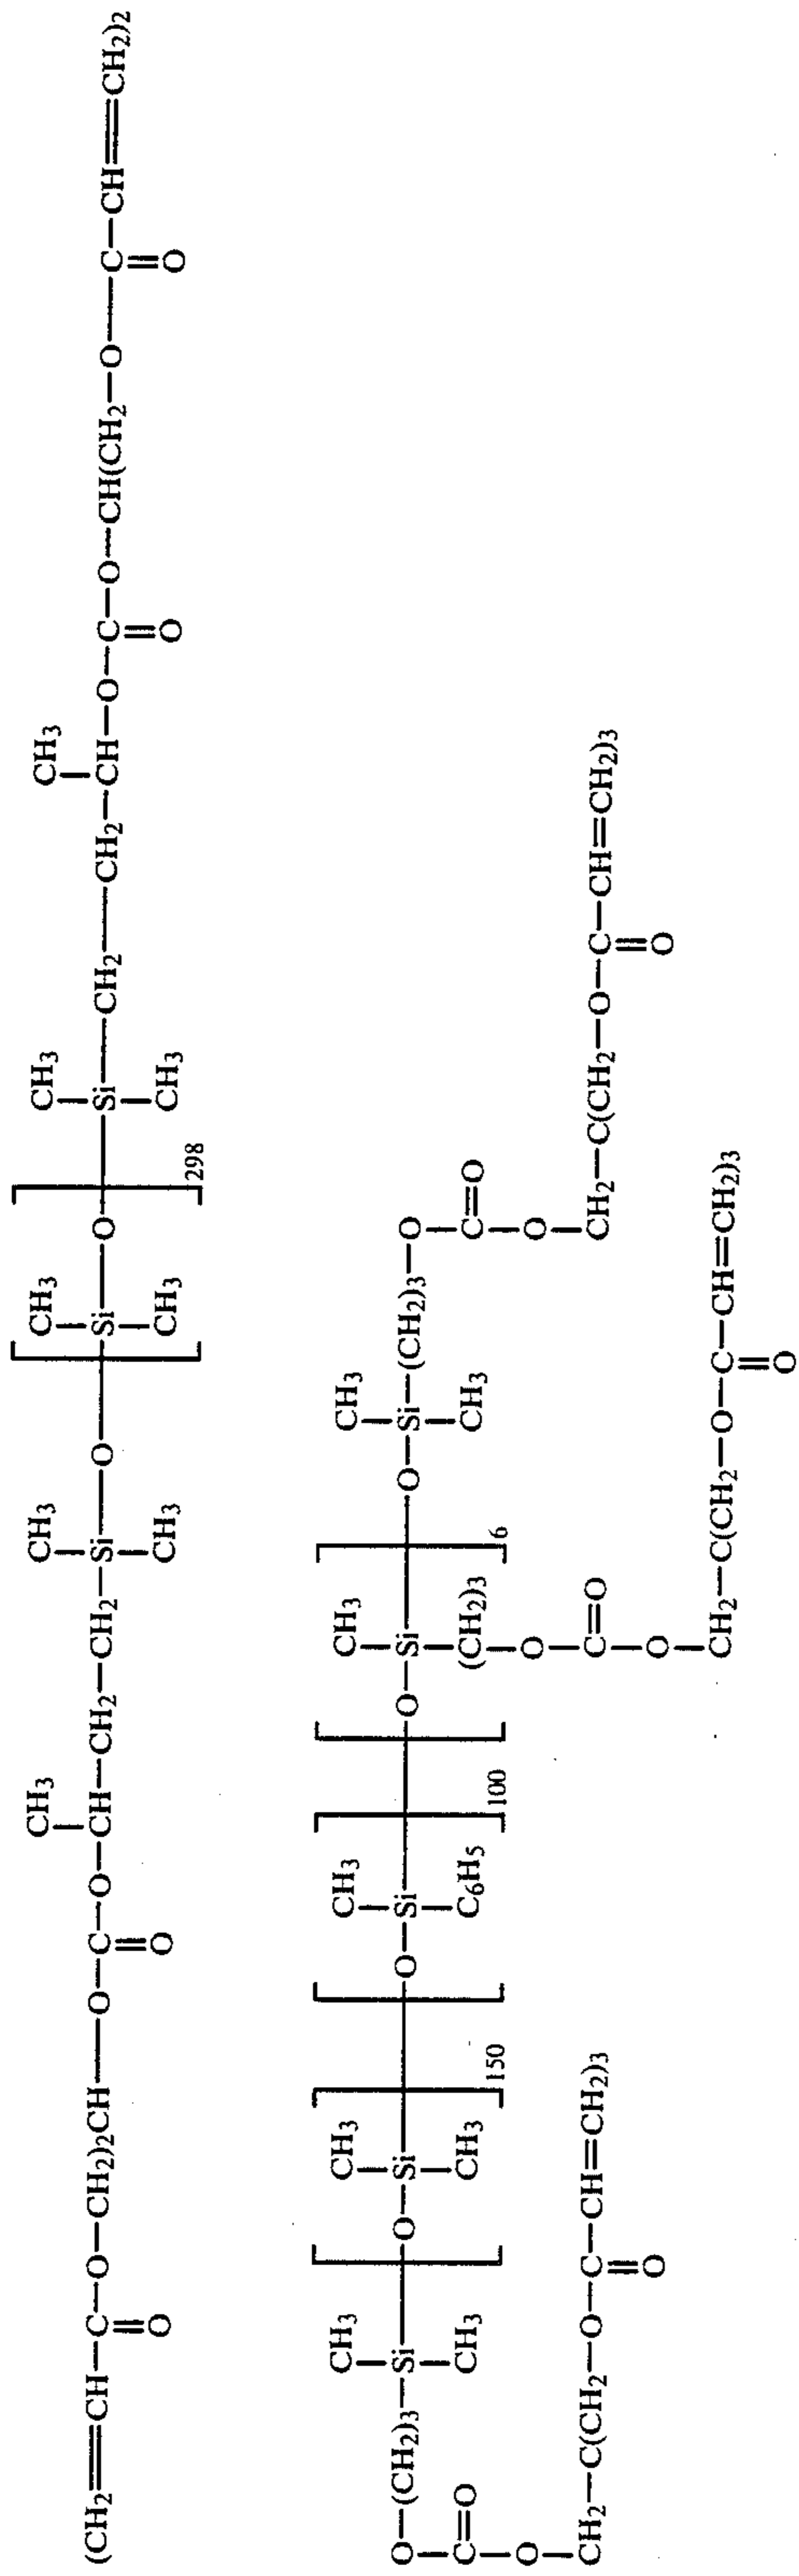 CH3 CH3 CH3 CH3 CH3
(CH2=CH—C—O—CH2)2CH—O—C—O—CH—CH2—CH2—Si—O—[Si—O]—Si—CH2—CH2—CH—O—C—O—CH(CH2—O—C—CH=CH2)2
O O CH3 CH3 298 CH3 O O
CH3 CH3 CH3 CH3 CH3
O—(CH2)3—Si—[O—Si]—[O—Si]—[O—Si]—O—Si—(CH2)3—O
C=O CH3 CH3 150 C6H5 100 (CH2)3 6 CH3 C=O
O O O
CH2—C(CH2—O—C—CH=CH2)3 C=O CH2—C(CH2—O—C—CH=CH2)3
O O O
CH2—C(CH2—O—C—CH=CH2)3
O